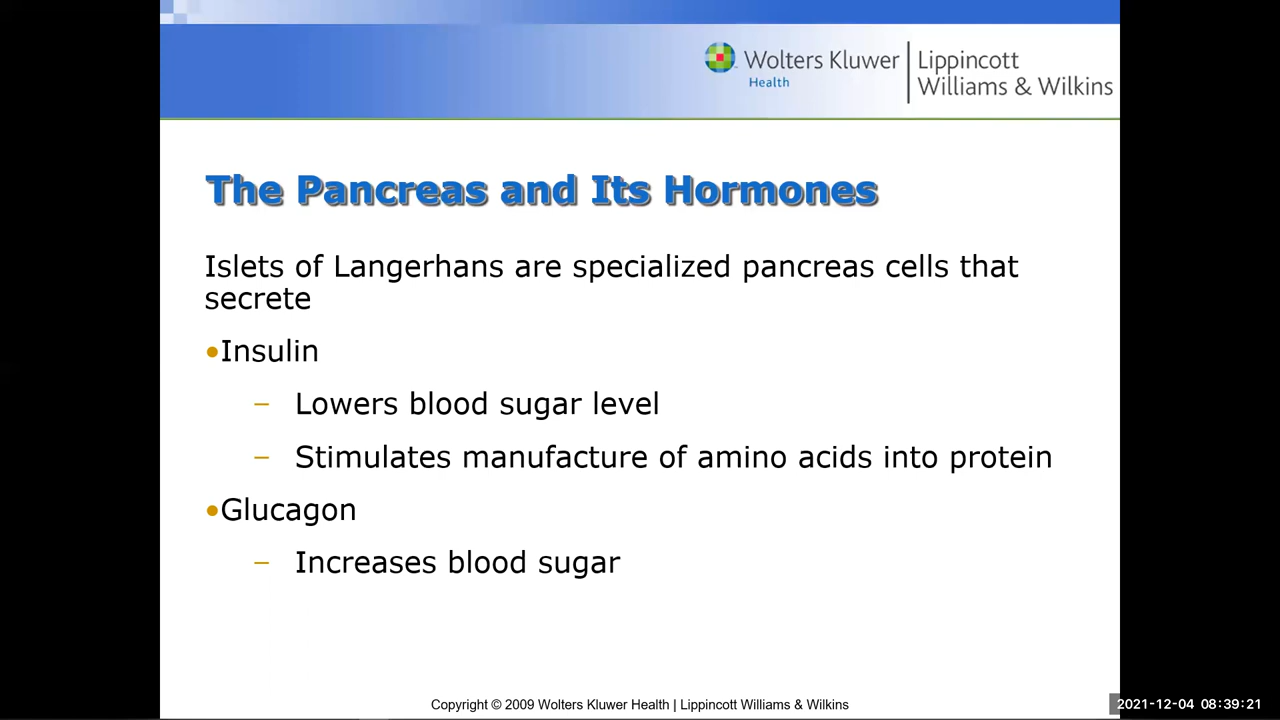 Wolters Kluwer
Health
Lippincott
Williams & Wilkins
The Pancreas and Its Hormones
Islets of Langerhans are specialized pancreas cells that
secrete
•Insulin
– Lowers blood sugar level
– Stimulates manufacture of amino acids into protein
•Glucagon
– Increases blood sugar
Copyright © 2009 Wolters Kluwer Health | Lippincott Williams & Wilkins
2021-12-04 08:39:21